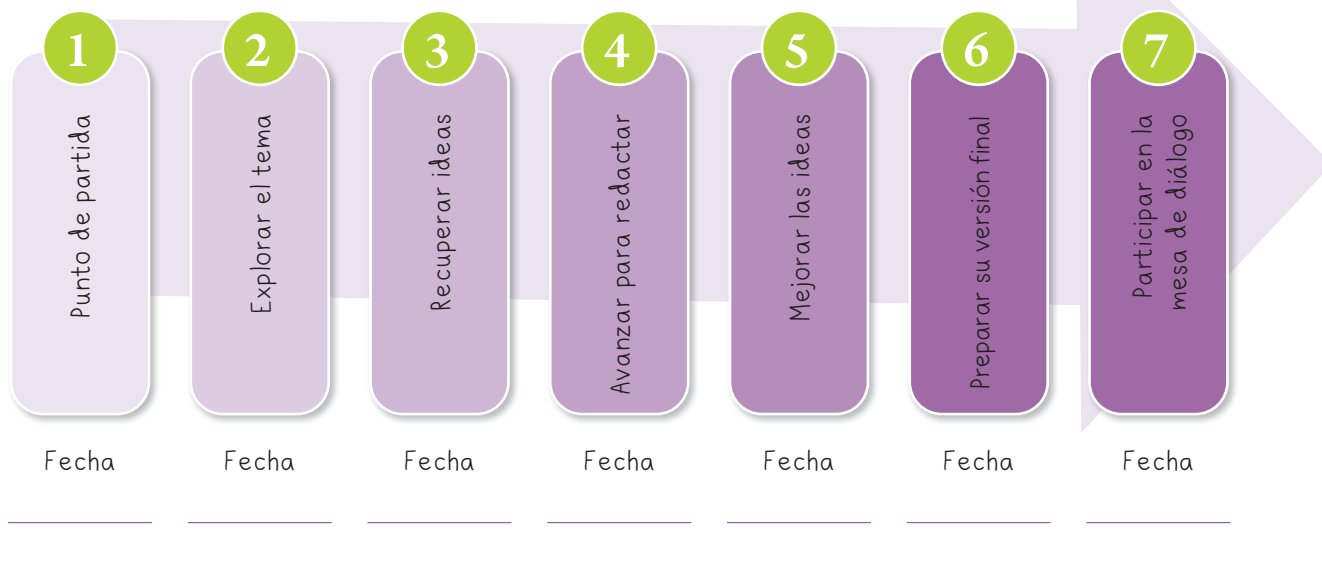 1
Punto de partida
2
Explorar el tema
3
Recuperar ideas
4
Avanzar para redactar
5
Mejorar las ideas
6
Preparar su versión final
7
Participar en la
mesa de diálogo
Fecha
Fecha
Fecha
Fecha
Fecha
Fecha
Fecha